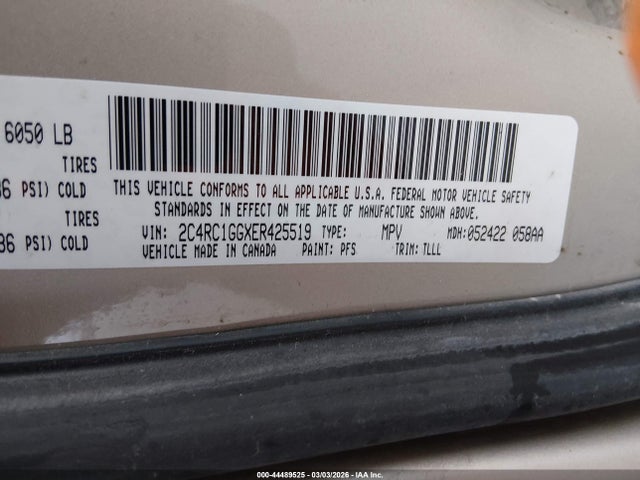 6050 LB
TIRES
36 PSI) COLD
TIRES
36 PSI) COLD
THIS VEHICLE CONFORMS TO ALL APPLICABLE U.S.A. FEDERAL MOTOR VEHICLE SAFETY
STANDARDS IN EFFECT ON THE DATE OF MANUFACTURE SHOWN ABOVE.
VIN: 2C4RC1GGXER425519 TYPE: MPV MDH:052422 058AA
VEHICLE MADE IN CANADA PAINT: PFS TRIM: TLLL
000-44489525 | 03/03/2026 | IAA Inc.